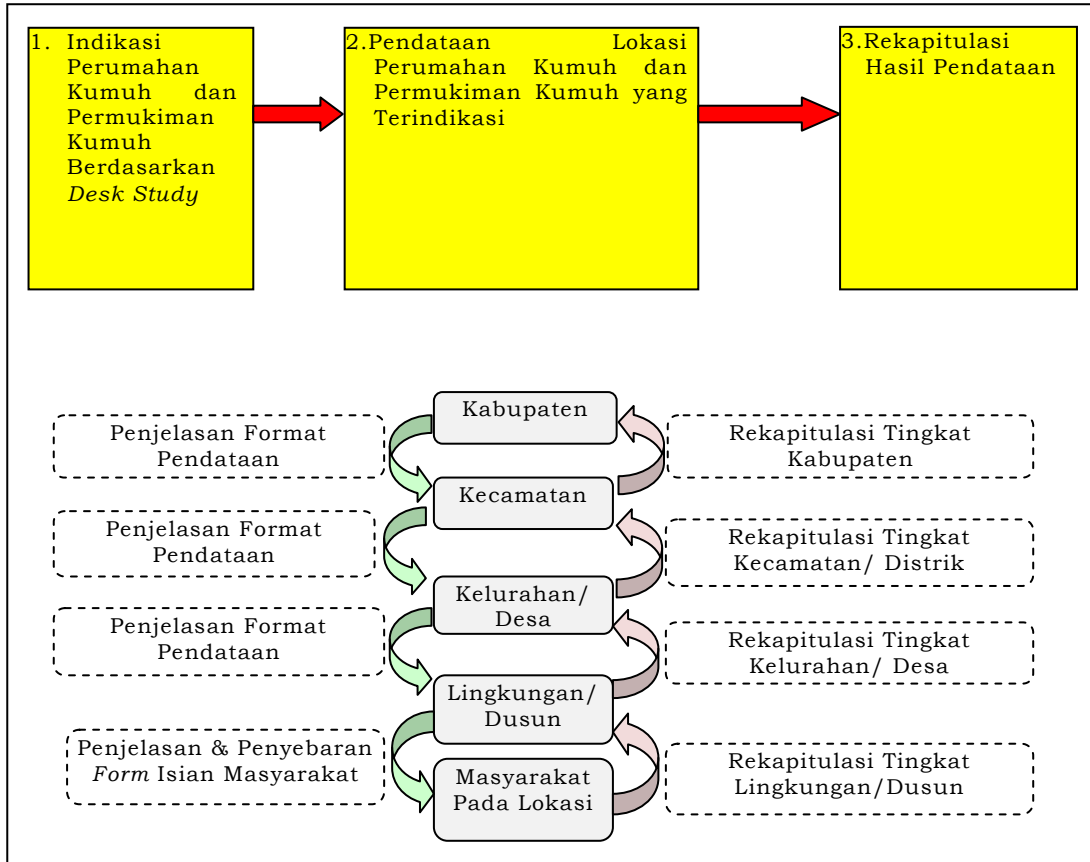 1. Indikasi
Perumahan
Kumuh dan
Permukiman
Kumuh
Berdasarkan
Desk Study
2.Pendataan Lokasi
Perumahan Kumuh dan
Permukiman Kumuh yang
Terindikasi
3.Rekapitulasi
Hasil Pendataan
Kabupaten
Penjelasan Format
Pendataan
Rekapitulasi Tingkat
Kabupaten
Kecamatan
Penjelasan Format
Pendataan
Rekapitulasi Tingkat
Kecamatan/ Distrik
Kelurahan/
Desa
Penjelasan Format
Pendataan
Rekapitulasi Tingkat
Kelurahan/ Desa
Lingkungan/
Dusun
Penjelasan & Penyebaran
Form Isian Masyarakat
Rekapitulasi Tingkat
Lingkungan/Dusun
Masyarakat
Pada Lokasi